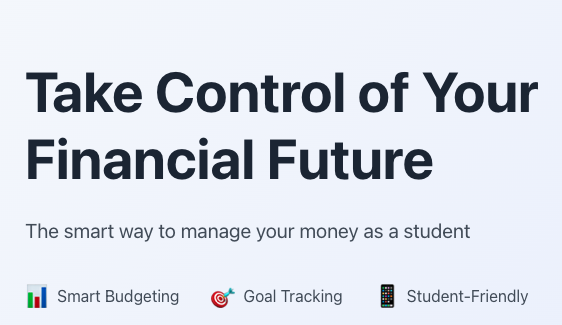 Take Control of Your
Financial Future
The smart way to manage your money as a student
Smart Budgeting Goal Tracking Student-Friendly